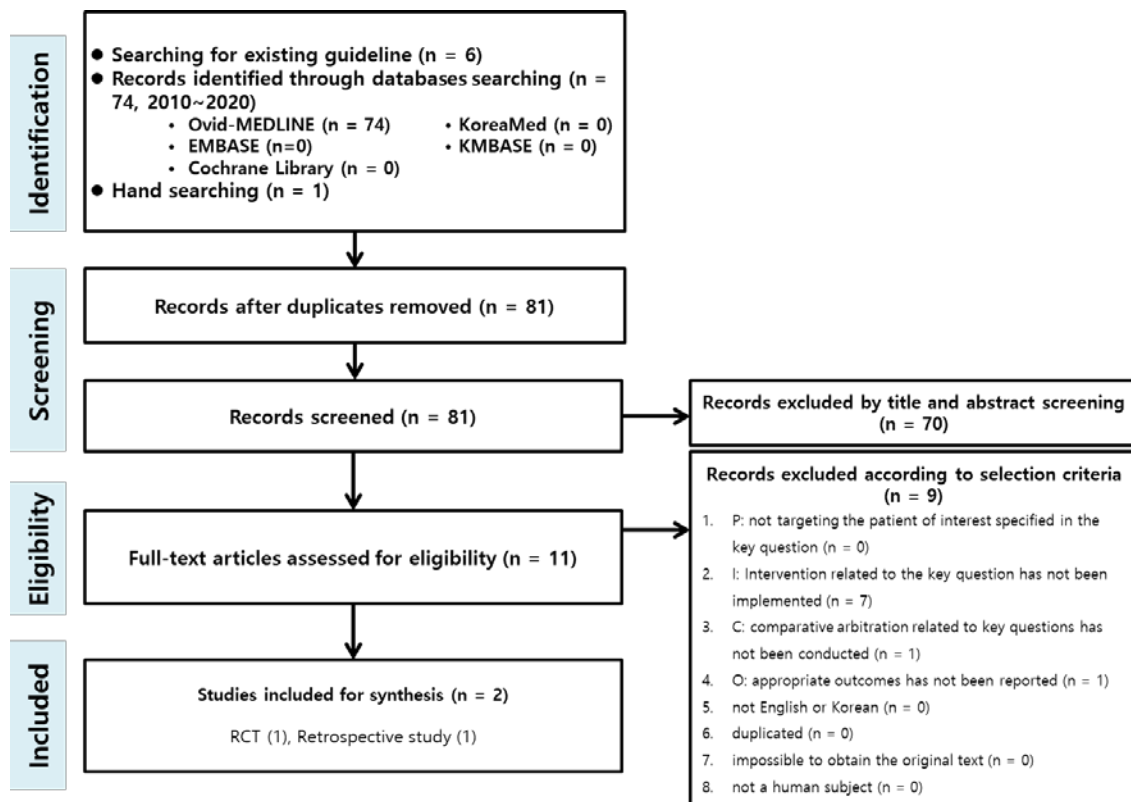 Identification
● Searching for existing guideline (n = 6)
● Records identified through databases searching (n =
74, 2010~2020)
• Ovid-MEDLINE (n = 74)
• KoreaMed (n = 0)
• EMBASE (n=0)
• KMBASE (n = 0)
• Cochrane Library (n = 0)
● Hand searching (n = 1)
Screening
Records after duplicates removed (n = 81)
Records screened (n = 81)
Records excluded by title and abstract screening
(n = 70)
Eligibility
Full-text articles assessed for eligibility (n = 11)
Records excluded according to selection criteria
(n = 9)
1. P: not targeting the patient of interest specified in the
key question (n = 0)
2. I: Intervention related to the key question has not been
implemented (n = 7)
3. C: comparative arbitration related to key questions has
not been conducted (n = 1)
4. O: appropriate outcomes has not been reported (n = 1)
5. not English or Korean (n = 0)
6. duplicated (n = 0)
7. impossible to obtain the original text (n = 0)
8. not a human subject (n = 0)
Included
Studies included for synthesis (n = 2)
RCT (1), Retrospective study (1)